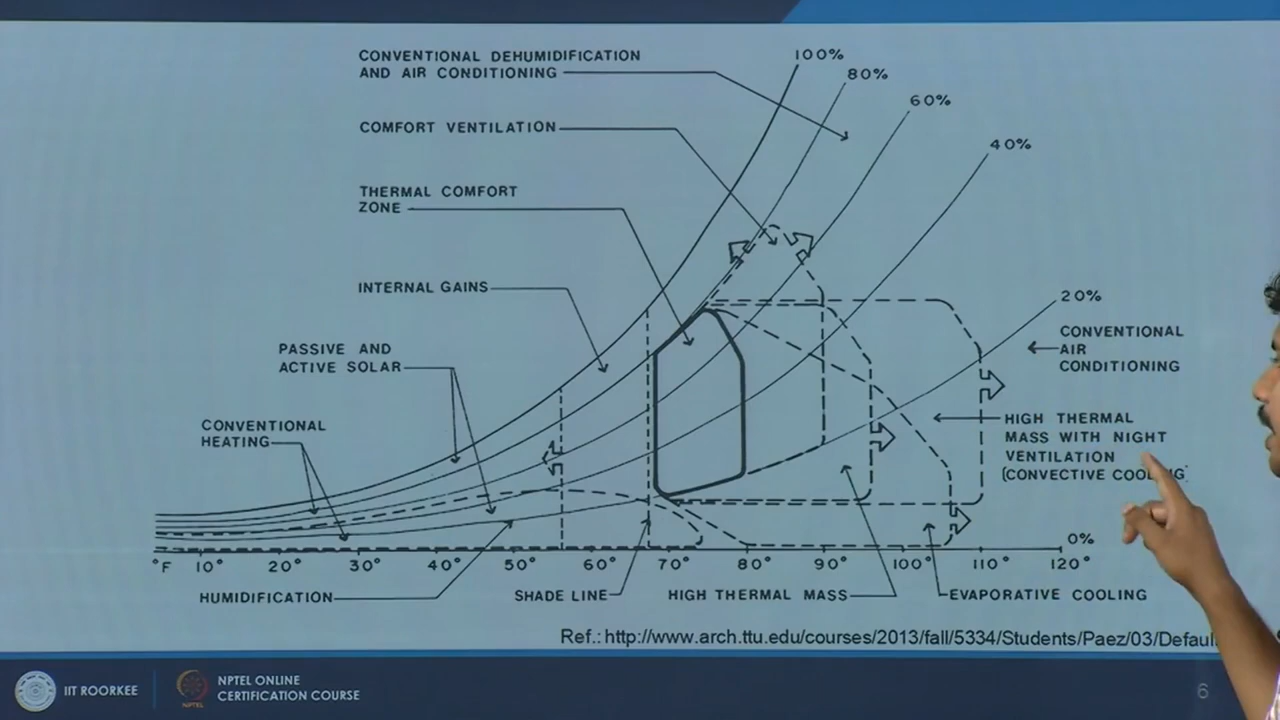 CONVENTIONAL DEHUMIDIFICATION
AND AIR CONDITIONING
100%
80%
60%
40%
20%
0%
COMFORT VENTILATION
THERMAL COMFORT
ZONE
INTERNAL GAINS
PASSIVE AND
ACTIVE SOLAR
CONVENTIONAL
HEATING
CONVENTIONAL
AIR
CONDITIONING
HIGH THERMAL
MASS WITH NIGHT
VENTILATION
(CONVECTIVE
°F 10° 20° 30° 40° 50° 60° 70° 80° 90° 100° 110° 120°
HUMIDIFICATION
SHADE LINE
HIGH THERMAL MASS
EVAPORATIVE COOLING
Ref.: http://www.arch.ttu.edu/courses/2013/fall/5334/Students/Paez/03/Defaul
IIT ROORKEE
NPTEL ONLINE
CERTIFICATION COURSE
NPTEL
6